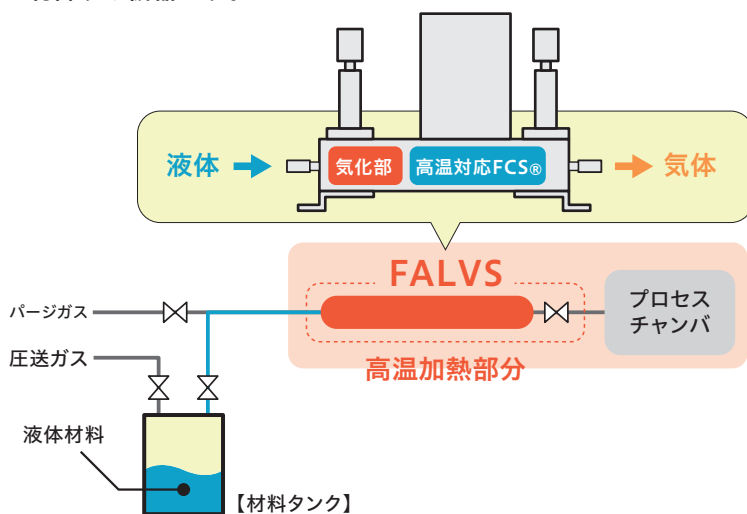 液体
気化部
高温対応FCS®
気体
FALVS
高温加熱部分
プロセス
チャンバ
パージガス
圧送ガス
液体材料
【材料タンク】